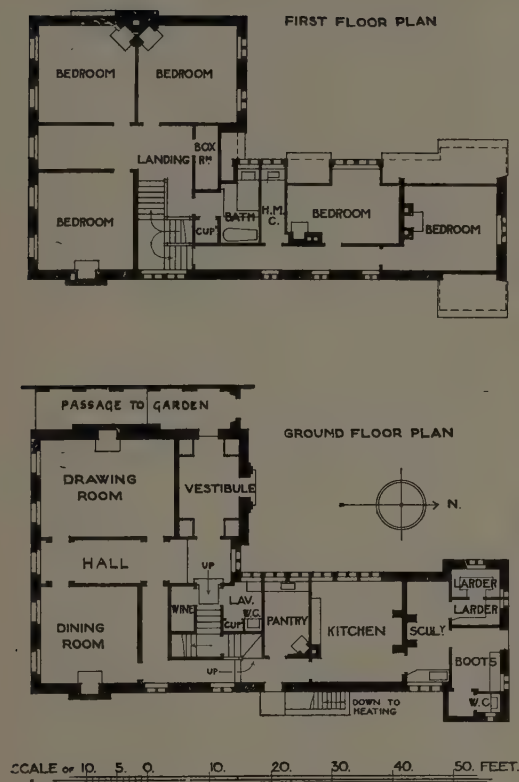 FIRST FLOOR PLAN
BEDROOM
BEDROOM
BOX
RM
LANDING
BEDROOM
CUP
BATH
H.M.
C.
BEDROOM
BEDROOM
PASSAGE TO GARDEN
GROUND FLOOR PLAN
DRAWING
ROOM
VESTIBULE
N.
HALL
UP
DINING
ROOM
WINE
LAV.
CUP
W.C.
PANTRY
KITCHEN
SCULY
LARDER
LARDER
BOOTS
W.C
UP
DOWN TO
HEATING
SCALE OF 10. 5. 0. 10. 20. 30. 40. 50. FEET.